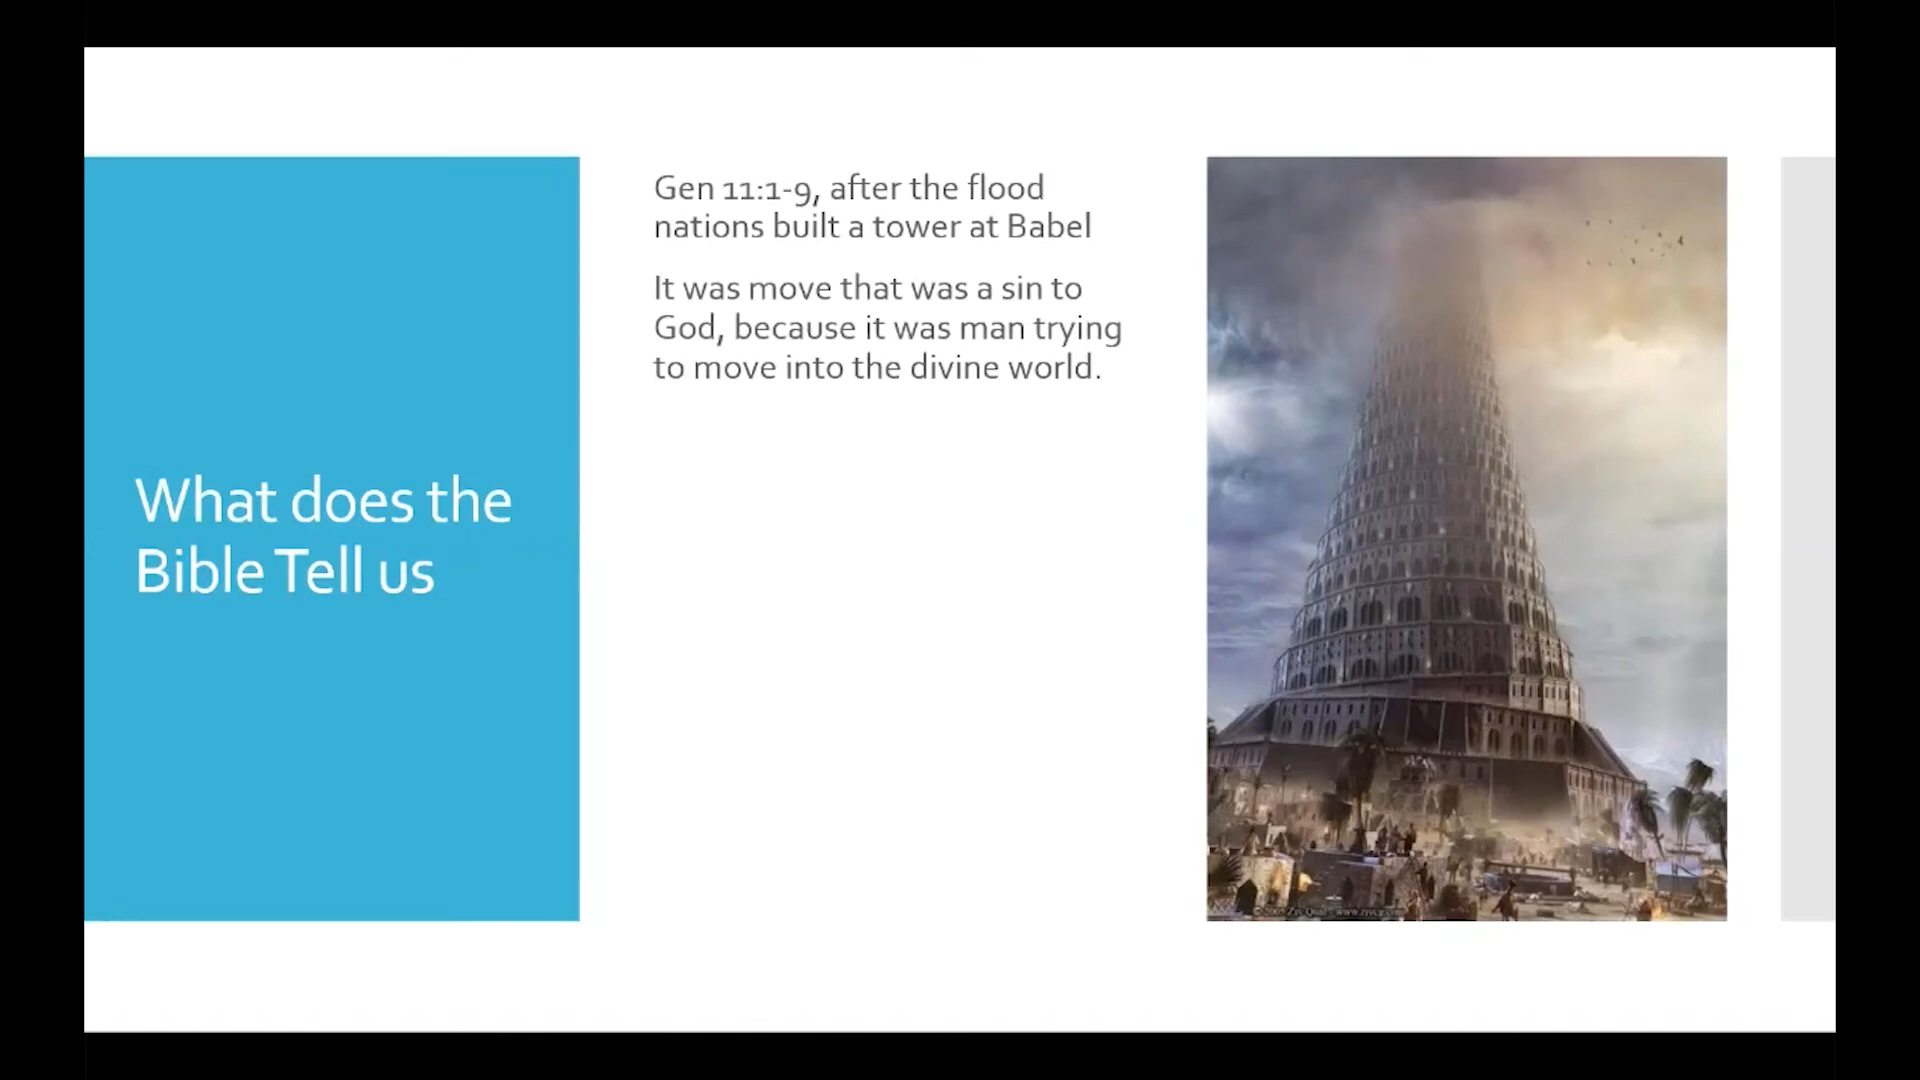 What does the
Bible Tell us
Gen 11:1-9, after the flood
nations built a tower at Babel
It was move that was a sin to
God, because it was man trying
to move into the divine world.